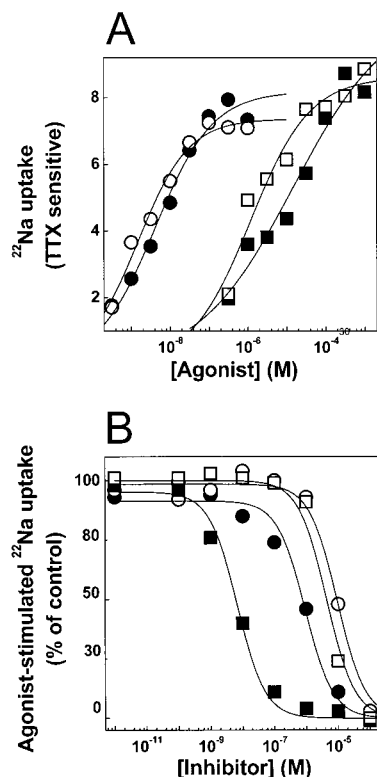 A
²²Na uptake
(TTX sensitive)
8
6
4
2
10⁻⁸
10⁻⁶
10⁻⁴
[Agonist] (M)
B
Agonist-stimulated ²²Na uptake
(% of control)
100
80
50
30
0
10⁻¹¹
10⁻⁹
10⁻⁷
10⁻⁵
[Inhibitor] (M)